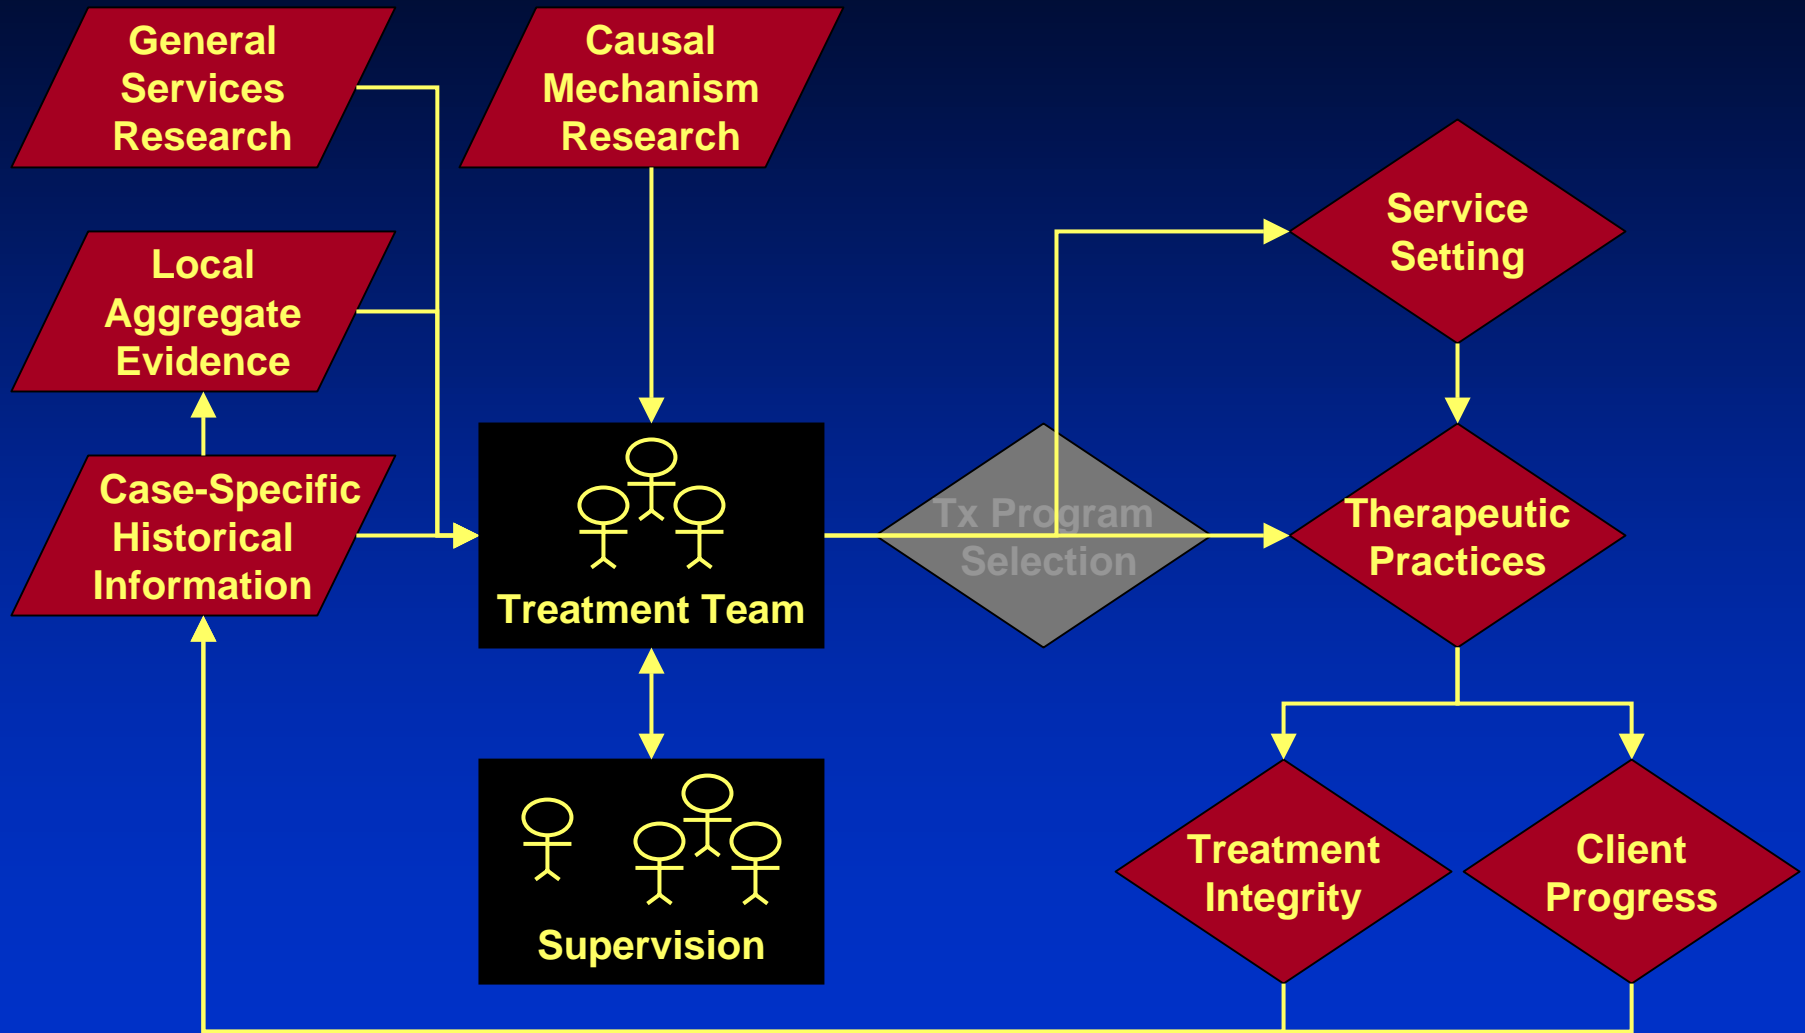 General
Services
Research
Causal
Mechanism
Research
Service
Setting
Local
Aggregate
Evidence
Case-Specific
Historical
Information
Treatment Team
Tx Program
Selection
Therapeutic
Practices
Supervision
Treatment
Integrity
Client
Progress